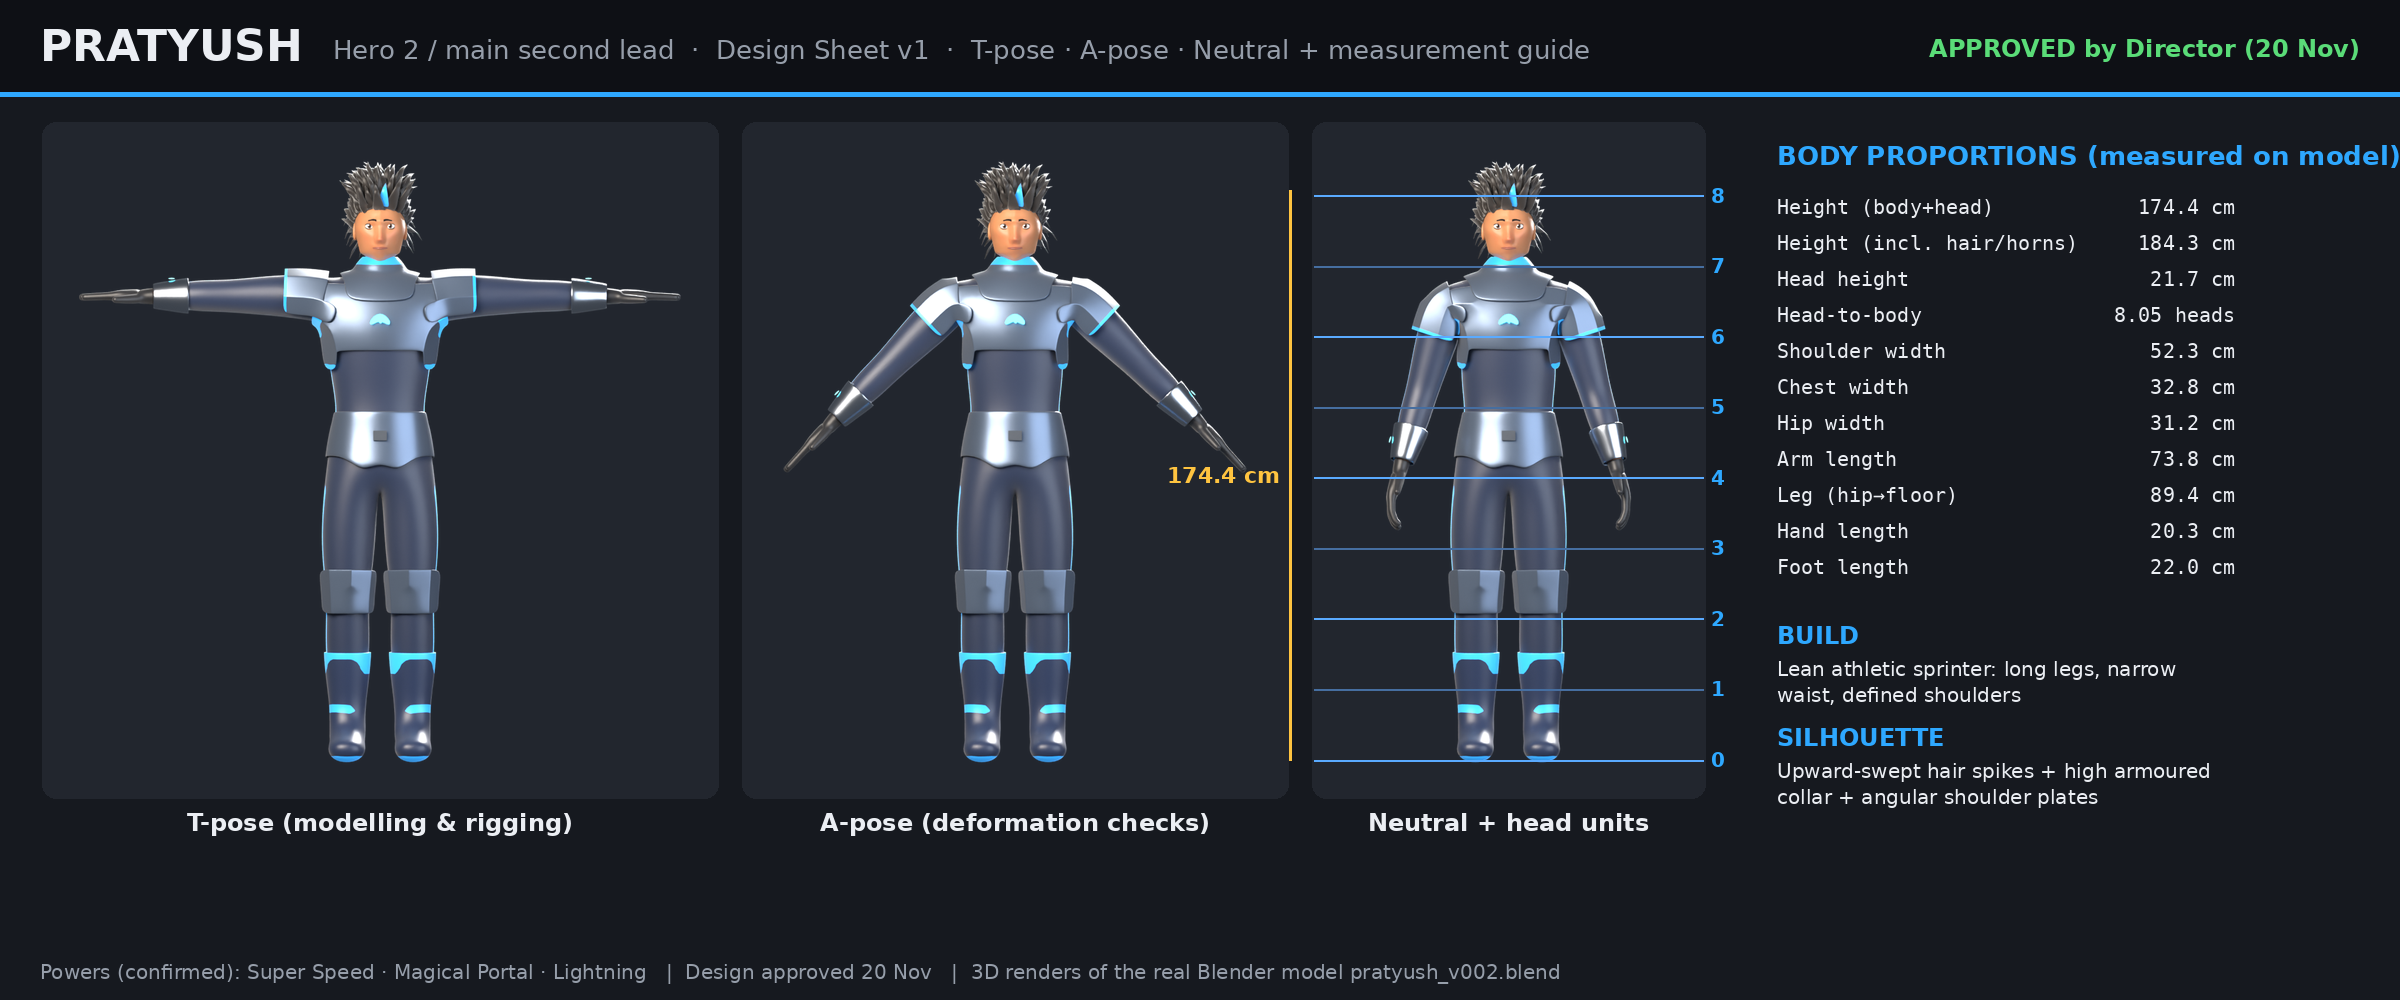 PRATYUSH Hero 2 / main second lead · Design Sheet v1 · T-pose · A-pose · Neutral + measurement guide APPROVED by Director (20 Nov)
174.4 cm
8
7
6
5
4
3
2
1
0
T-pose (modelling & rigging)
A-pose (deformation checks)
Neutral + head units
BODY PROPORTIONS (measured on model)
Height (body+head) 174.4 cm
Height (incl. hair/horns) 184.3 cm
Head height 21.7 cm
Head-to-body 8.05 heads
Shoulder width 52.3 cm
Chest width 32.8 cm
Hip width 31.2 cm
Arm length 73.8 cm
Leg (hip→floor) 89.4 cm
Hand length 20.3 cm
Foot length 22.0 cm
BUILD
Lean athletic sprinter: long legs, narrow
waist, defined shoulders
SILHOUETTE
Upward-swept hair spikes + high armoured
collar + angular shoulder plates
Powers (confirmed): Super Speed · Magical Portal · Lightning | Design approved 20 Nov | 3D renders of the real Blender model pratyush_v002.blend